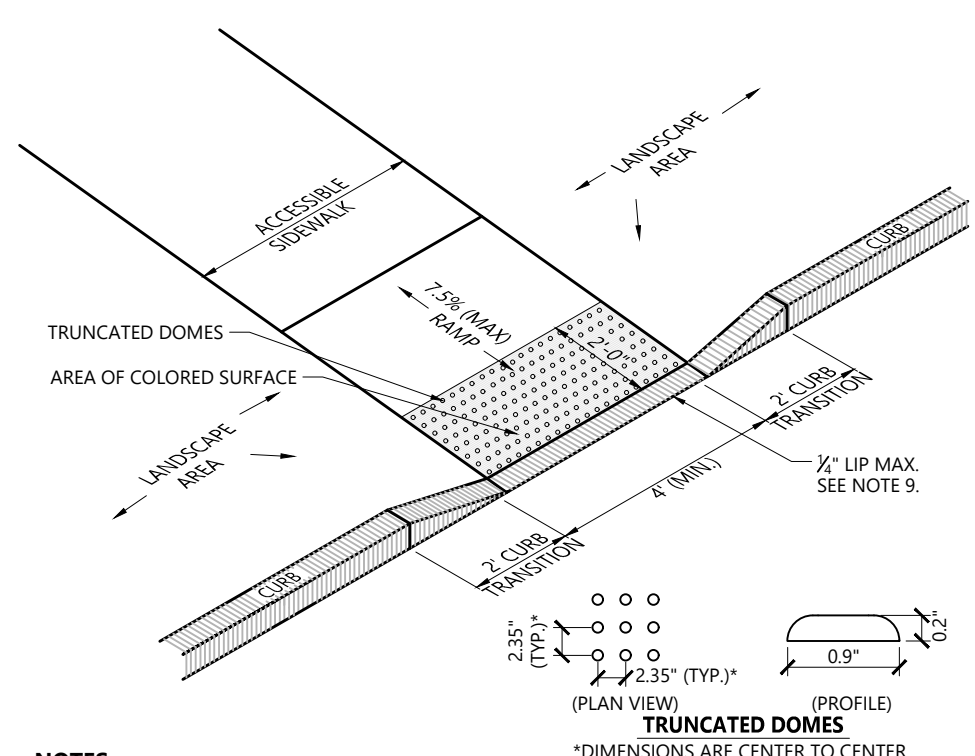 LANDSCAPE
AREA
ACCESSIBLE
SIDEWALK
CURB
7.5% (MAX)
RAMP
2'-0"
TRUNCATED DOMES
AREA OF COLORED SURFACE
2' CURB
TRANSITION
LANDSCAPE
AREA
¼" LIP MAX.
SEE NOTE 9.
4' (MIN.)
2' CURB
TRANSITION
CURB
2.35"
(TYP.)*
2.35" (TYP.)*
0.2"
0.9"
(PLAN VIEW)
(PROFILE)
TRUNCATED DOMES
*DIMENSIONS ARE CENTER TO CENTER
NOTES